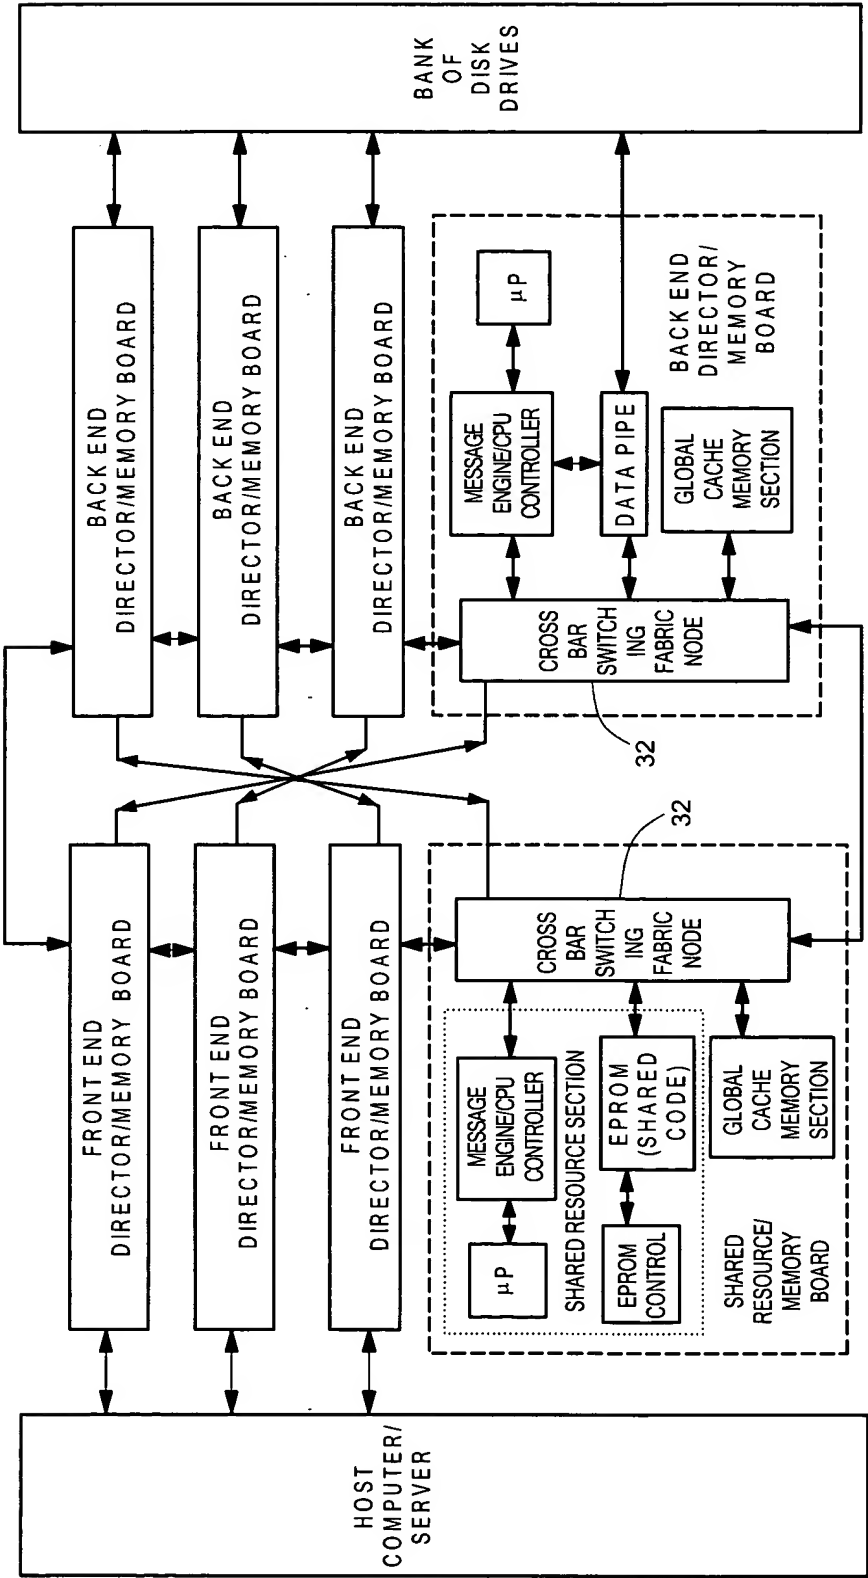 HOST
COMPUTER/
SERVER
FRONT END
DIRECTOR/MEMORY BOARD
FRONT END
DIRECTOR/MEMORY BOARD
FRONT END
DIRECTOR/MEMORY BOARD
BACK END
DIRECTOR/MEMORY BOARD
BACK END
DIRECTOR/MEMORY BOARD
BACK END
DIRECTOR/MEMORY BOARD
BANK
OF
DISK
DRIVES
µP
MESSAGE
ENGINE/CPU
CONTROLLER
SHARED RESOURCE SECTION
EPROM
CONTROL
EPROM
(SHARED
CODE)
SHARED
RESOURCE/
MEMORY
BOARD
GLOBAL
CACHE
MEMORY
SECTION
CROSS
BAR
SWITCH
ING
FABRIC
NODE
32
32
CROSS
BAR
SWITCH
ING
FABRIC
NODE
MESSAGE
ENGINE/CPU
CONTROLLER
µP
DATA PIPE
GLOBAL
CACHE
MEMORY
SECTION
BACK END
DIRECTOR/
MEMORY
BOARD